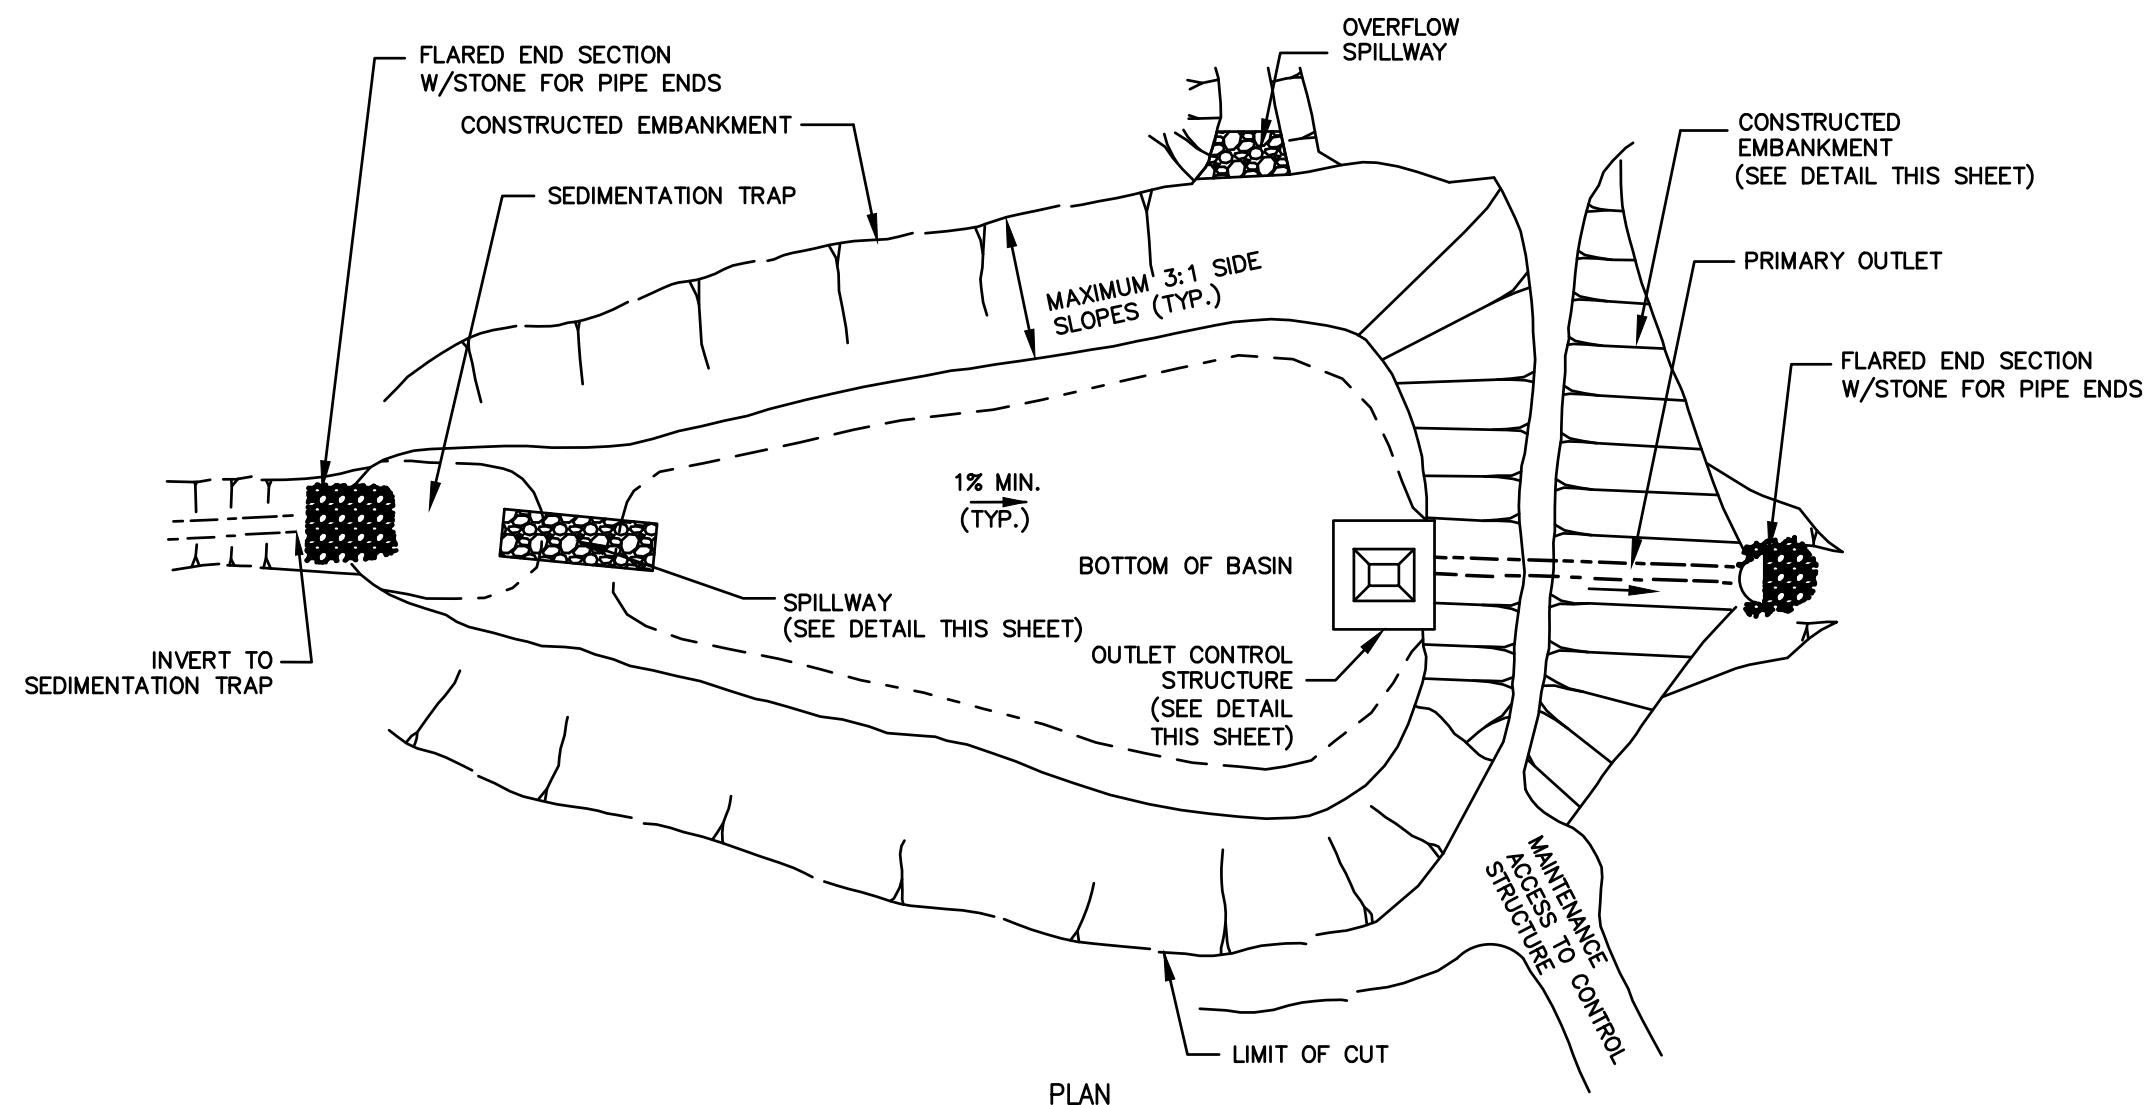 OVERFLOW
SPILLWAY
FLARED END SECTION
W/STONE FOR PIPE ENDS
CONSTRUCTED EMBANKMENT
CONSTRUCTED
EMBANKMENT
(SEE DETAIL THIS SHEET)
SEDIMENTATION TRAP
PRIMARY OUTLET
MAXIMUM 3:1 SIDE
SLOPES (TYP.)
FLARED END SECTION
W/STONE FOR PIPE ENDS
1% MIN.
(TYP.)
BOTTOM OF BASIN
SPILLWAY
(SEE DETAIL THIS SHEET)
INVERT TO
SEDIMENTATION TRAP
OUTLET CONTROL
STRUCTURE
(SEE DETAIL
THIS SHEET)
MAINTENANCE
ACCESS TO CONTROL
STRUCTURE
LIMIT OF CUT
PLAN